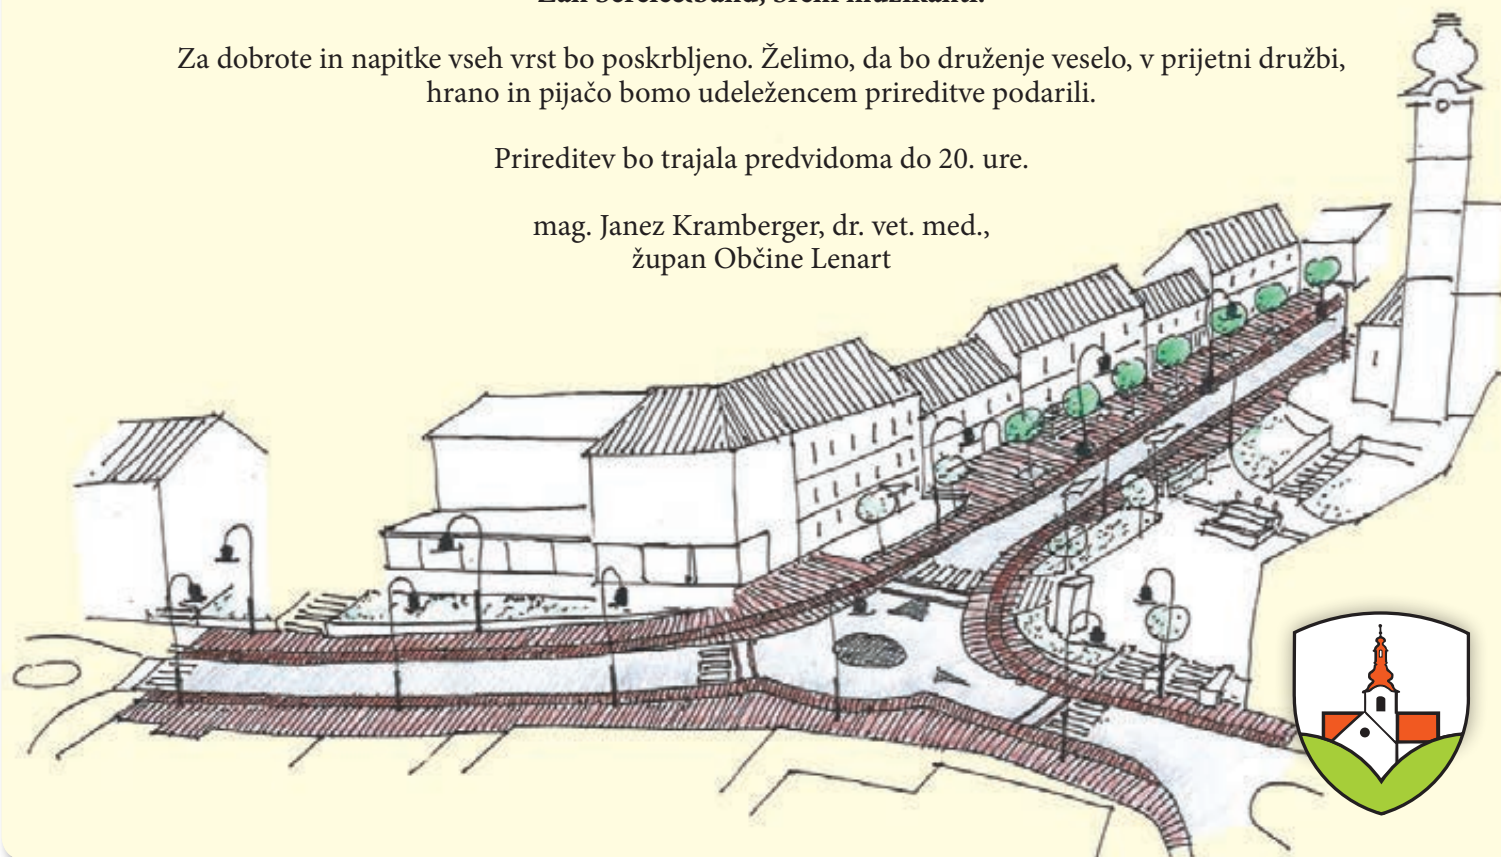 Za dobrote in napitke vseh vrst bo poskrbljeno. Želimo, da bo druženje veselo, v prijetni družbi,
hrano in pijačo bomo udeležencem prireditve podarili.
Prireditev bo trajala predvidoma do 20. ure.
mag. Janez Kramberger, dr. vet. med.,
župan Občine Lenart